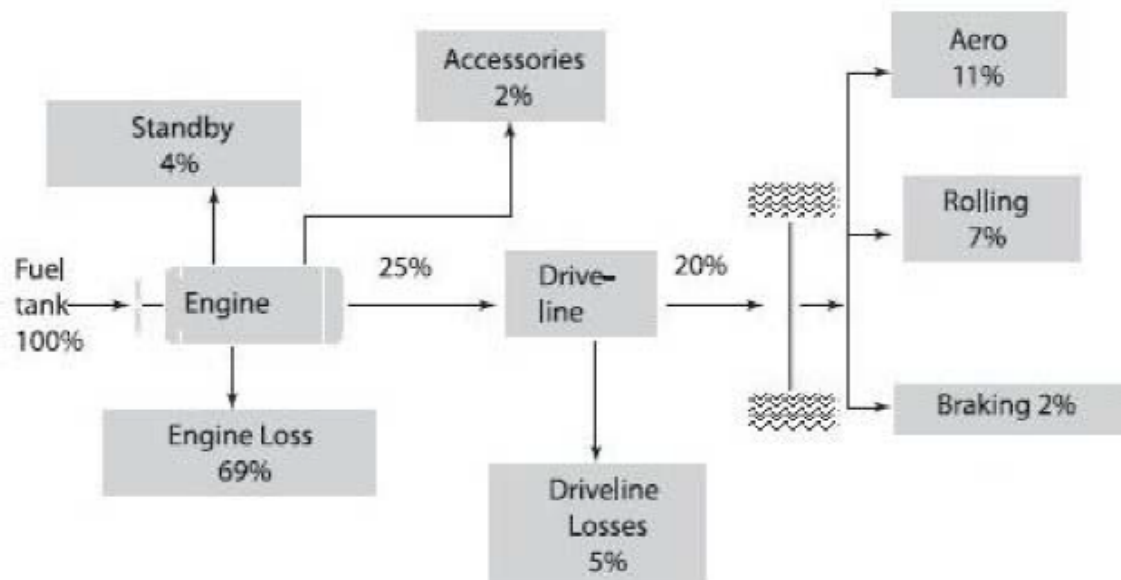 Aero
11%
Accessories
2%
Standby
4%
Rolling
7%
Fuel
tank
100%
Engine
25%
Drive-
line
20%
Braking 2%
Engine Loss
69%
Driveline
Losses
5%